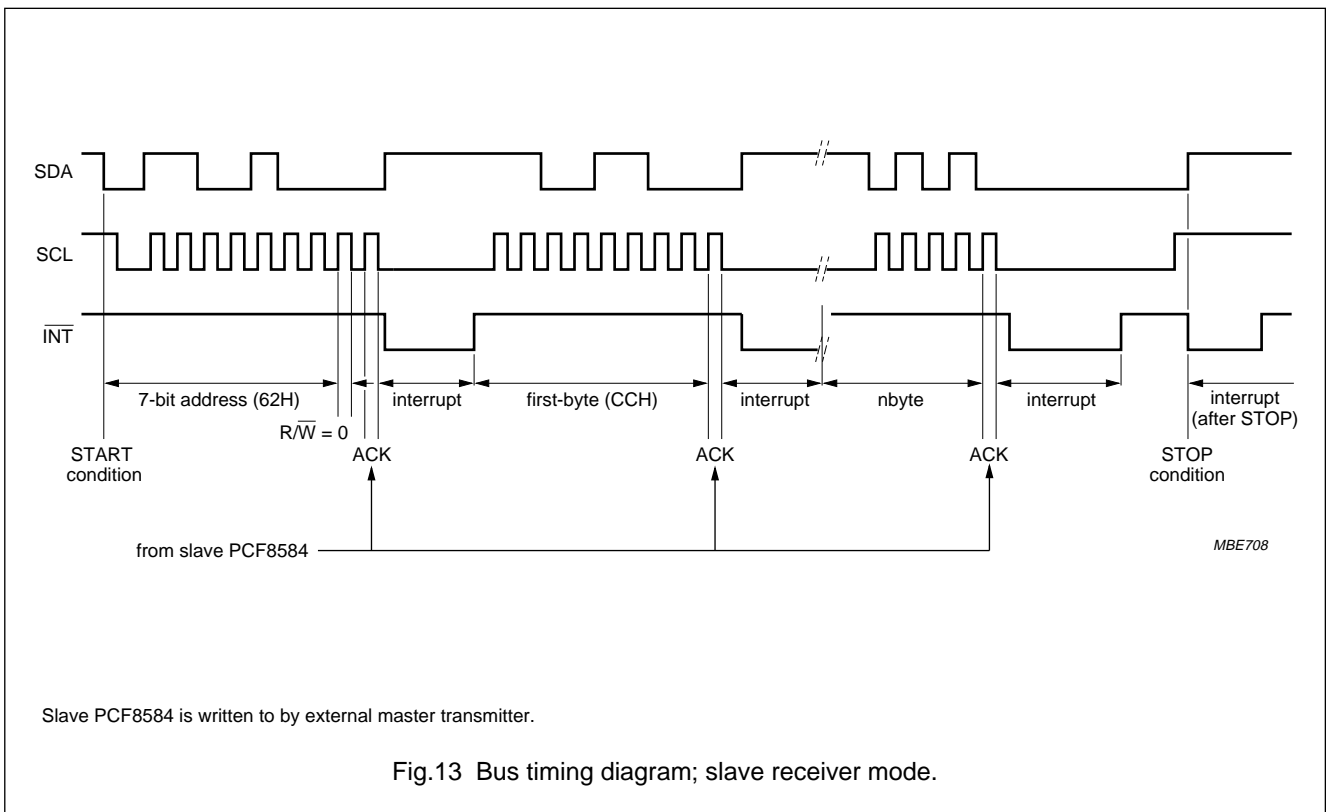 SDA
SCL
INT
7-bit address (62H)
interrupt
first-byte (CCH)
interrupt
nbyte
interrupt
interrupt
(after STOP)
R/W = 0
START
condition
ACK
ACK
ACK
STOP
condition
from slave PCF8584
MBE708
Slave PCF8584 is written to by external master transmitter.
Fig.13 Bus timing diagram; slave receiver mode.